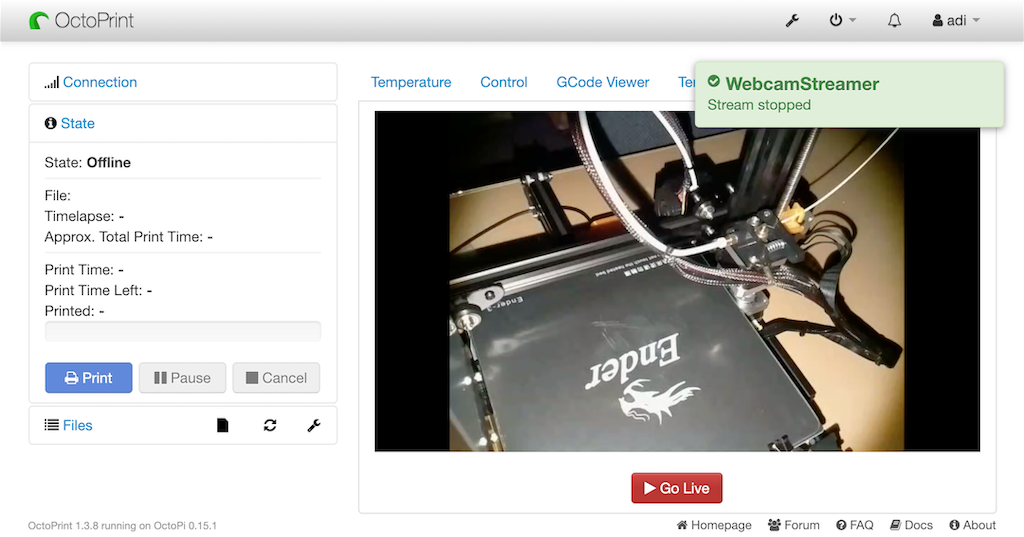 OctoPrint
adi
Connection
Temperature
Control
GCode Viewer
WebcamStreamer
Stream stopped
State
State: Offline
File:
Timelapse: -
Approx. Total Print Time: -
Print Time: -
Print Time Left: -
Printed: -
Print
Pause
Cancel
Files
Ender
Go Live
OctoPrint 1.3.8 running on OctoPi 0.15.1
Homepage
Forum
FAQ
Docs
About